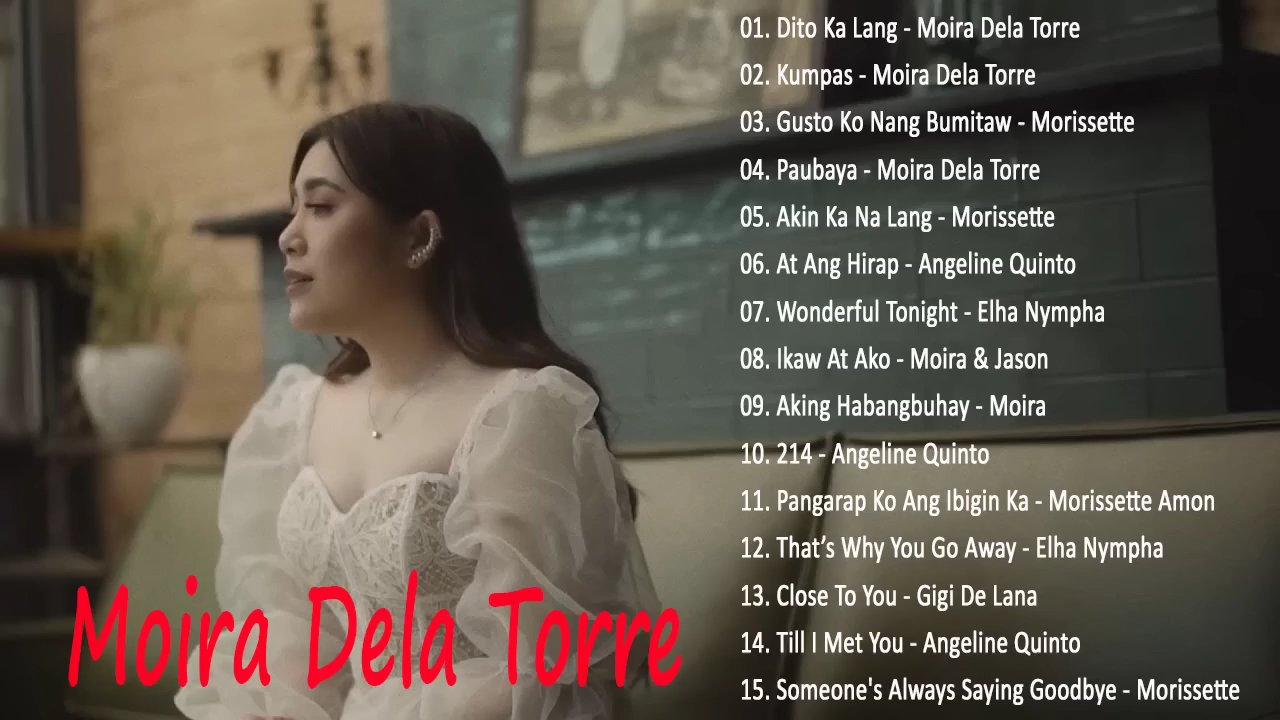 01. Dito Ka Lang - Moira Dela Torre
02. Kumpas - Moira Dela Torre
03. Gusto Ko Nang Bumitaw - Morissette
04. Paubaya - Moira Dela Torre
05. Akin Ka Na Lang - Morissette
06. At Ang Hirap - Angeline Quinto
07. Wonderful Tonight - Elha Nympha
08. Ikaw At Ako - Moira & Jason
09. Aking Habangbuhay - Moira
10. 214 - Angeline Quinto
11. Pangarap Ko Ang Ibigin Ka - Morissette Amon
12. That’s Why You Go Away - Elha Nympha
13. Close To You - Gigi De Lana
14. Till I Met You - Angeline Quinto
15. Someone's Always Saying Goodbye - Morissette
Moira Dela Torre